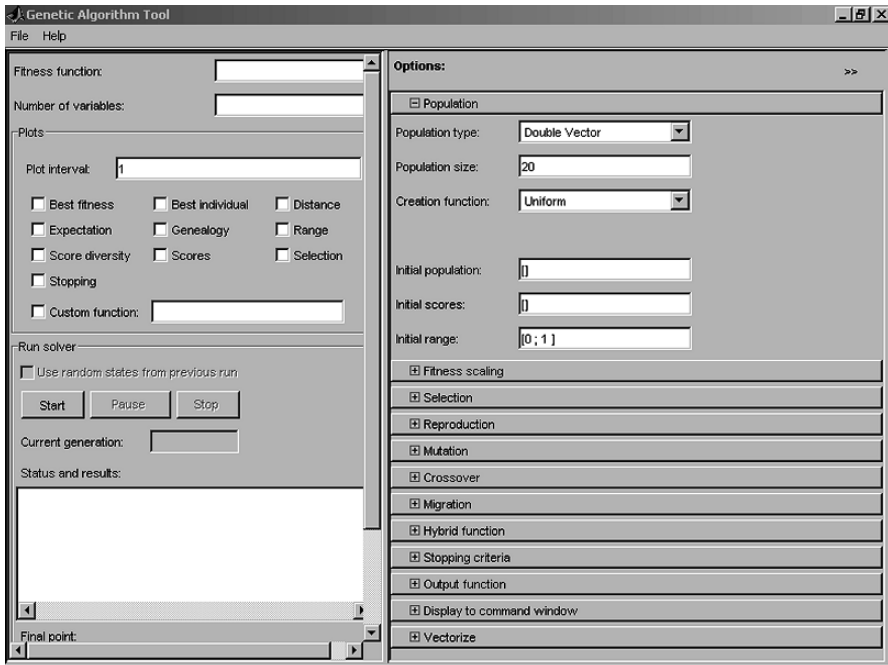 Genetic Algorithm Tool
File Help
Fitness function:
Number of variables:
Plots
Plot interval: 1
Best fitness Best individual Distance
Expectation Genealogy Range
Score diversity Scores Selection
Stopping
Custom function:
Run solver
Use random states from previous run
Start Pause Stop
Current generation:
Status and results:
Final point:
Options:
>>
Population
Population type: Double Vector
Population size: 20
Creation function: Uniform
Initial population: []
Initial scores: []
Initial range: [0 ; 1 ]
Fitness scaling
Selection
Reproduction
Mutation
Crossover
Migration
Hybrid function
Stopping criteria
Output function
Display to command window
Vectorize